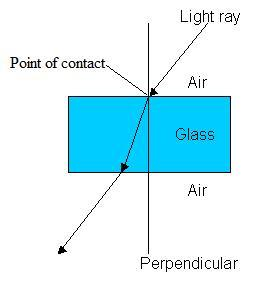 Light ray
Point of contact
Air
Glass
Air
Perpendicular